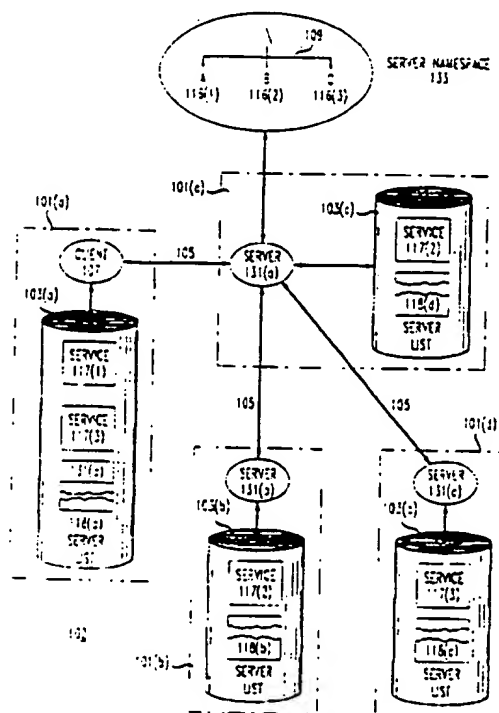 109
SERVER NAMESPACE
133
A
116(1)
116(2)
116(3)
101(c)
103(c)
101(a)
CLIENT
107
105
SERVER
131(a)
SERVICE
117(2)
118(d)
SERVER
LIST
103(a)
SERVICE
117(1)
SERVICE
117(3)
131(a)
118(a)
SERVER
LIST
105
105
101(d)
SERVER
103(b)
SERVER
SERVICE
118(b)
SERVER
LIST
SERVICE
117(3)
118(c)
SERVER
LIST
102
101(b)